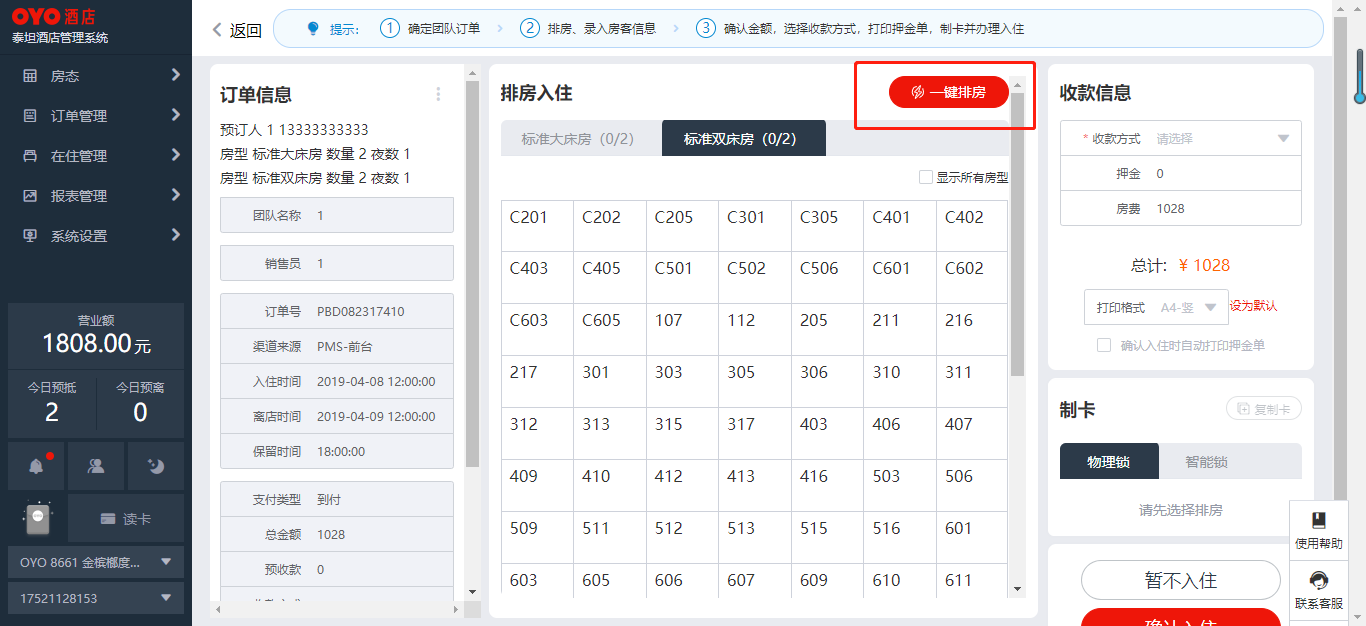 OYO 酒店
泰坦酒店管理系统
房态
订单管理
在住管理
报表管理
系统设置
营业额
1808.00元
今日预抵 今日预离
2 0
读卡
OYO 8661 金槟榔度...
17521128153
返回
提示: 1 确定团队订单 2 排房、录入房客信息 3 确认金额，选择收款方式，打印押金单，制卡并办理入住
订单信息
预订人 1 13333333333
房型 标准大床房 数量 2 夜数 1
房型 标准双床房 数量 2 夜数 1
团队名称 1
销售员 1
订单号 PBD082317410
渠道来源 PMS-前台
入住时间 2019-04-08 12:00:00
离店时间 2019-04-09 12:00:00
保留时间 18:00:00
支付类型 到付
总金额 1028
预收款 0
排房入住
一键排房
标准大床房（0/2） 标准双床房（0/2）
显示所有房型
C201 C202 C205 C301 C305 C401 C402
C403 C405 C501 C502 C506 C601 C602
C603 C605 107 112 205 211 216
217 301 303 305 306 310 311
312 313 315 317 403 406 407
409 410 412 413 416 503 506
509 511 512 513 515 516 601
603 605 606 607 609 610 611
收款信息
* 收款方式 请选择
押金 0
房费 1028
总计: ¥ 1028
打印格式 A4-竖 设为默认
确认入住时自动打印押金单
制卡
复制卡
物理锁 智能锁
请先选择排房
暂不入住
确认入住
使用帮助
联系客服